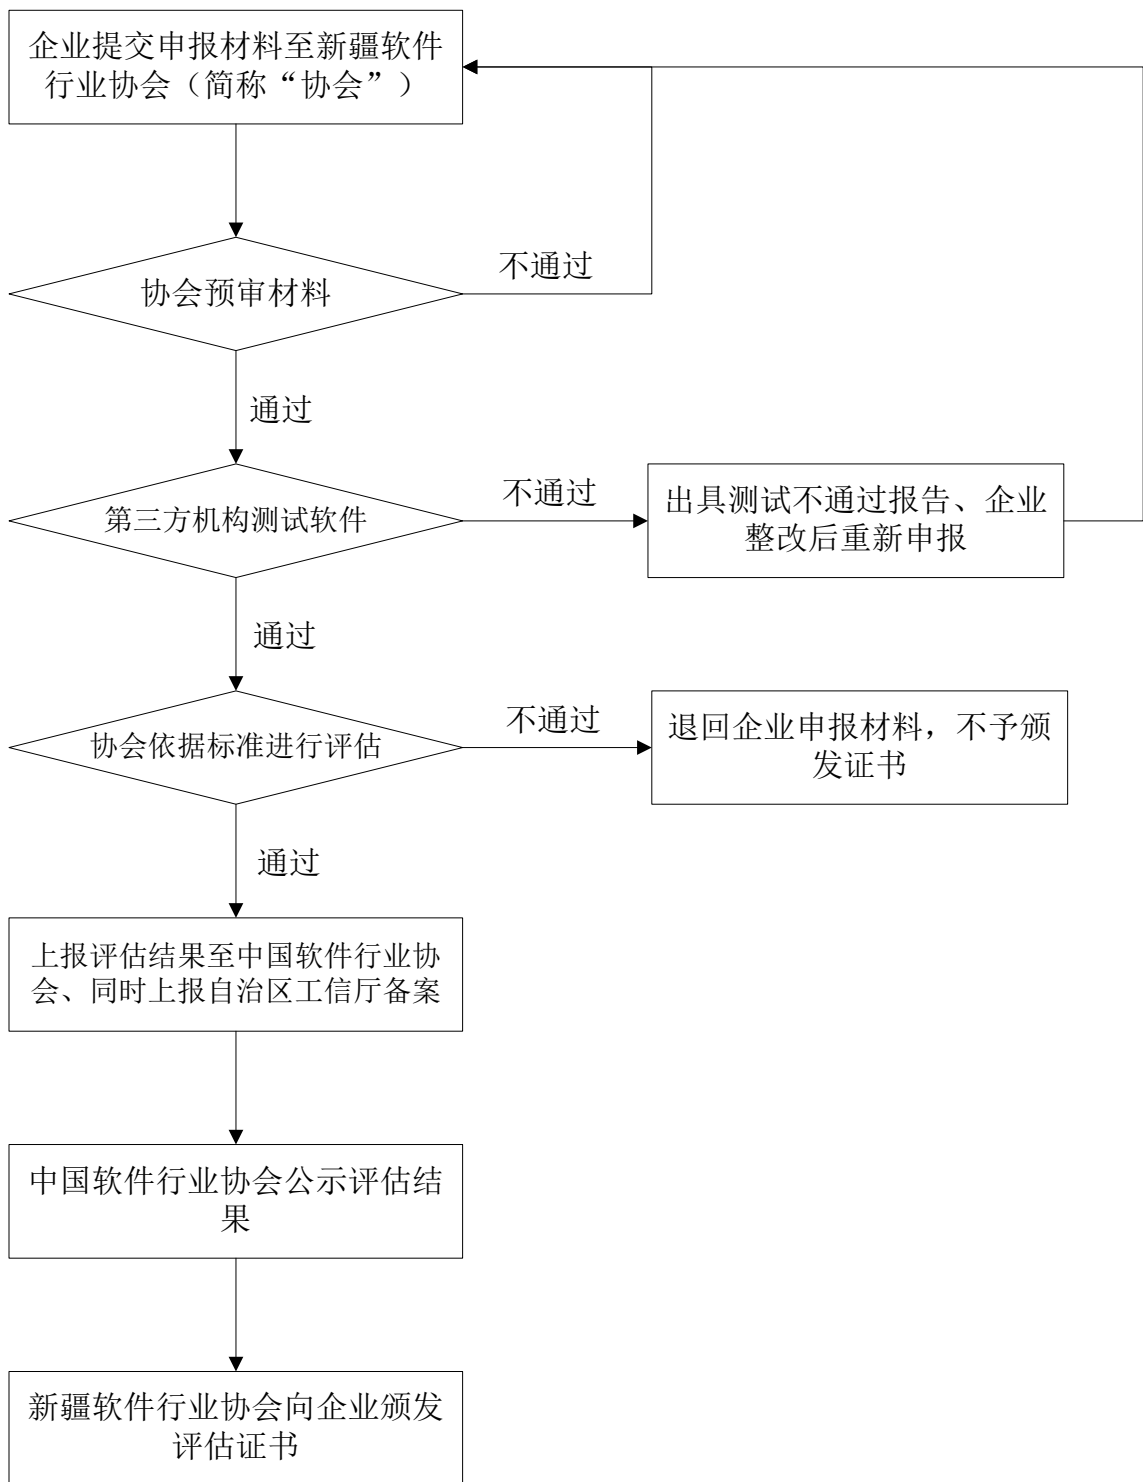 企业提交申报材料至新疆软件
行业协会（简称“协会”）
协会预审材料
不通过
通过
第三方机构测试软件
不通过
出具测试不通过报告、企业
整改后重新申报
通过
协会依据标准进行评估
不通过
退回企业申报材料，不予颁
发证书
通过
上报评估结果至中国软件行业协
会、同时上报自治区工信厅备案
中国软件行业协会公示评估结
果
新疆软件行业协会向企业颁发
评估证书